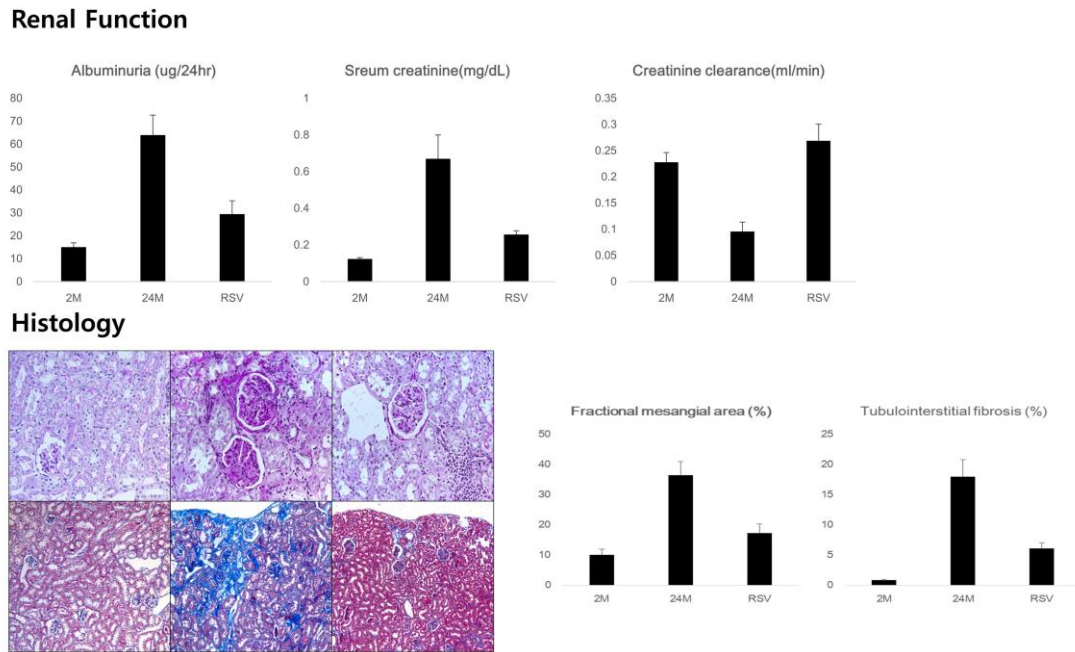 Renal Function
Albuminuria (ug/24hr)
80
70
60
50
40
30
20
10
0
2M 24M RSV
Sreum creatinine(mg/dL)
1
0.8
0.6
0.4
0.2
0
2M 24M RSV
Creatinine clearance(ml/min)
0.35
0.3
0.25
0.2
0.15
0.1
0.05
0
2M 24M RSV
Histology
Fractional mesangial area (%)
50
40
30
20
10
0
2M 24M RSV
Tubulointerstitial fibrosis (%)
25
20
15
10
5
0
2M 24M RSV